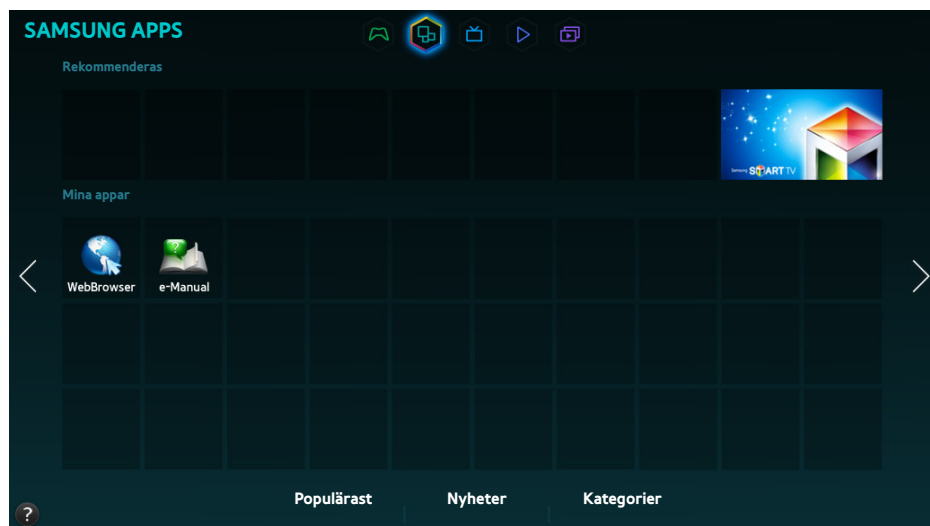 SAMSUNG APPS
Rekommenderas
Samsung SMART TV
Mina appar
WebBrowser
e-Manual
Populärast
Nyheter
Kategorier
?